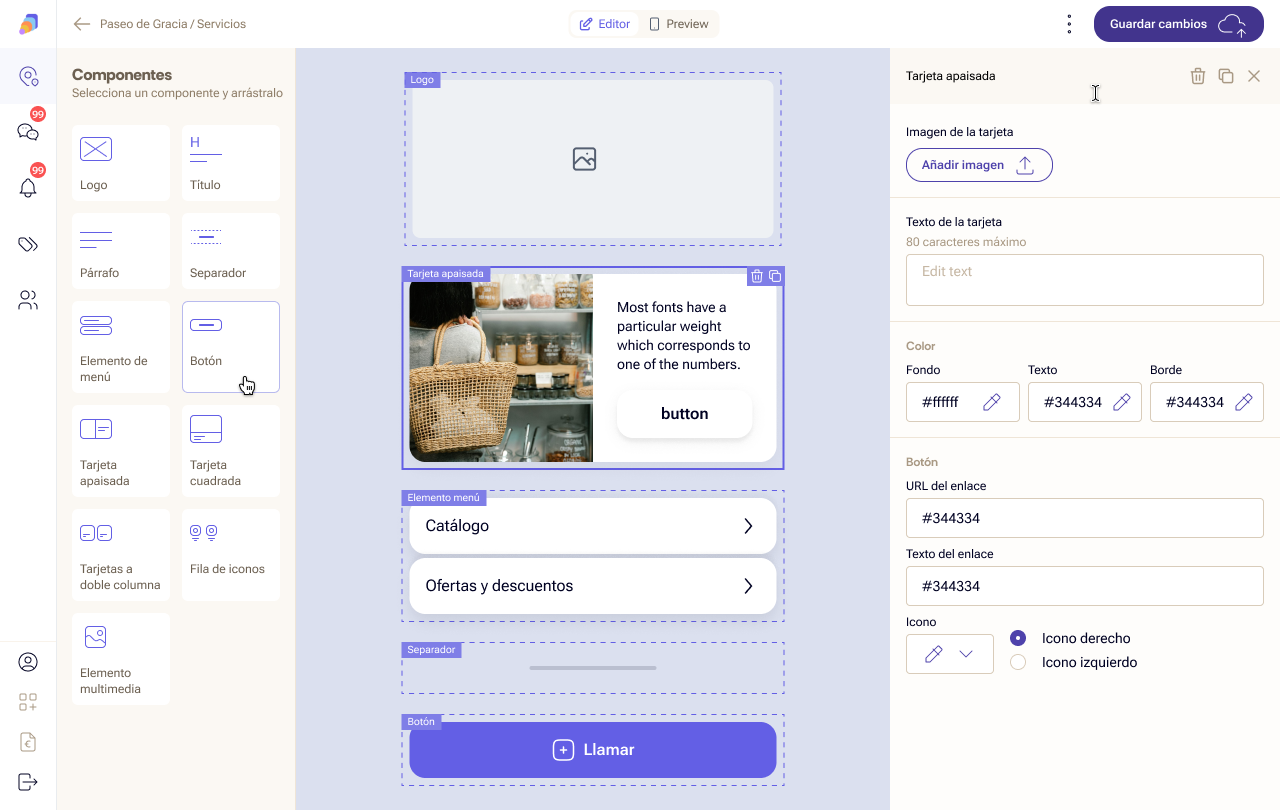 Paseo de Gracia / Servicios
Editor
Preview
Guardar cambios
99
99
Componentes
Selecciona un componente y arrástralo
Logo
H
Título
Párrafo
Separador
Elemento de
menú
Botón
Tarjeta
apaisada
Tarjeta
cuadrada
Tarjetas a
doble columna
Fila de iconos
Elemento
multimedia
Logo
Tarjeta apaisada
Most fonts have a
particular weight
which corresponds to
one of the numbers.
button
Elemento menú
Catálogo
Ofertas y descuentos
Separador
Botón
Llamar
Tarjeta apaisada
Imagen de la tarjeta
Añadir imagen
Texto de la tarjeta
80 caracteres máximo
Edit text
Color
Fondo Texto Borde
#ffffff #344334 #344334
Botón
URL del enlace
#344334
Texto del enlace
#344334
Icono
Icono derecho
Icono izquierdo